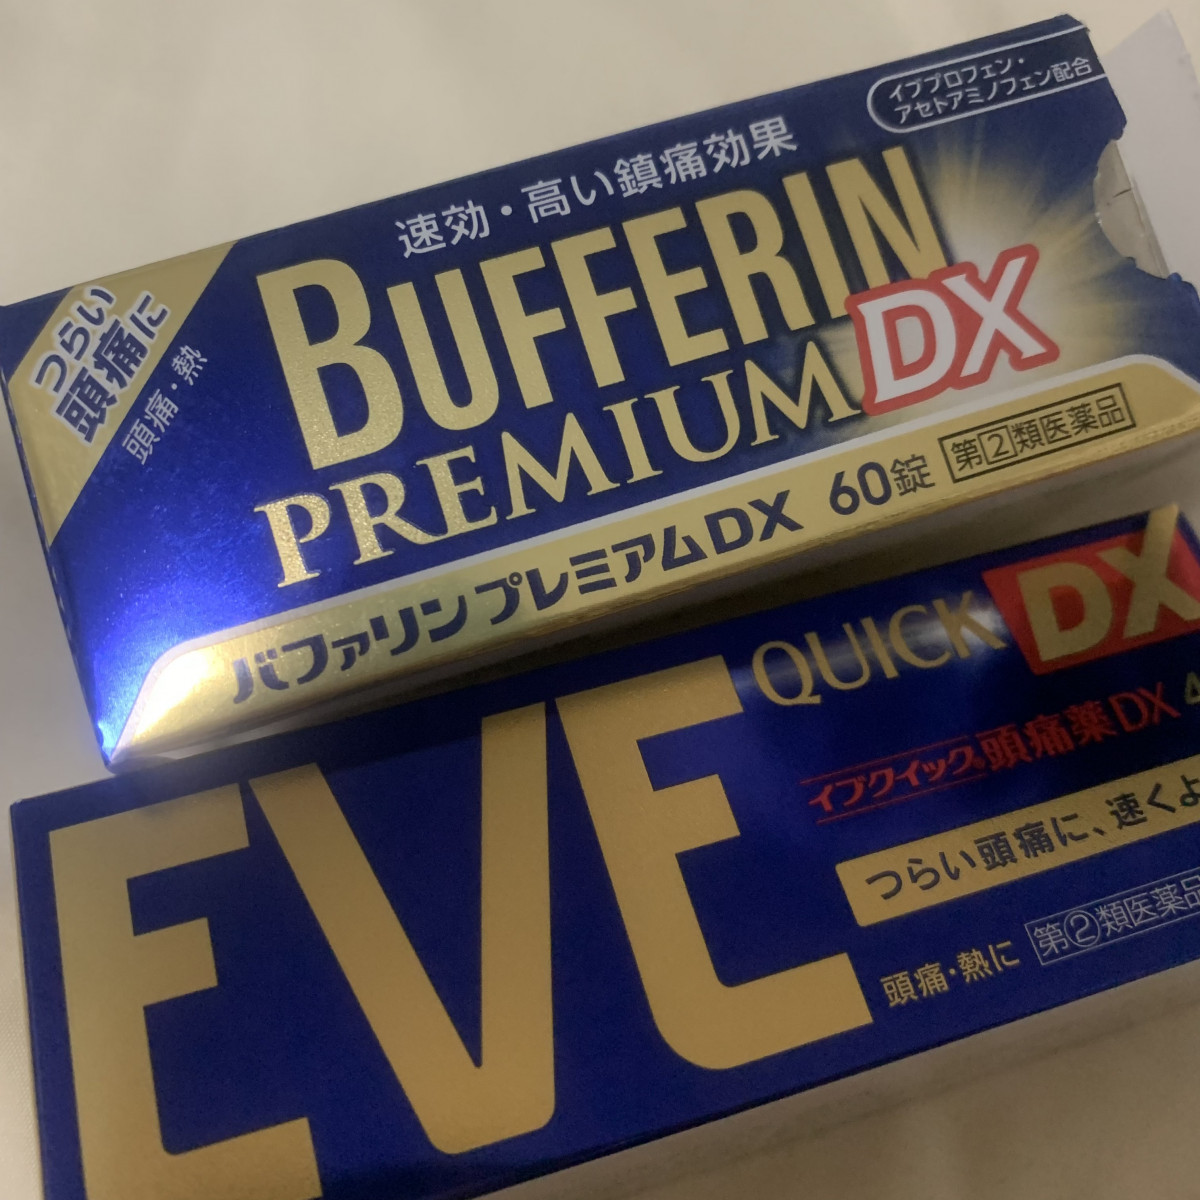 イブプロフェン・
アセトアミノフェン配合
速効・高い鎮痛効果
つらい
頭痛に
頭痛・熱
BUFFERIN
PREMIUM DX
バファリンプレミアムDX 60錠 第②類医薬品
EVE
QUICK DX
イブクイック®頭痛薬DX 4
つらい頭痛に、速くよ
頭痛・熱に 第②類医薬品